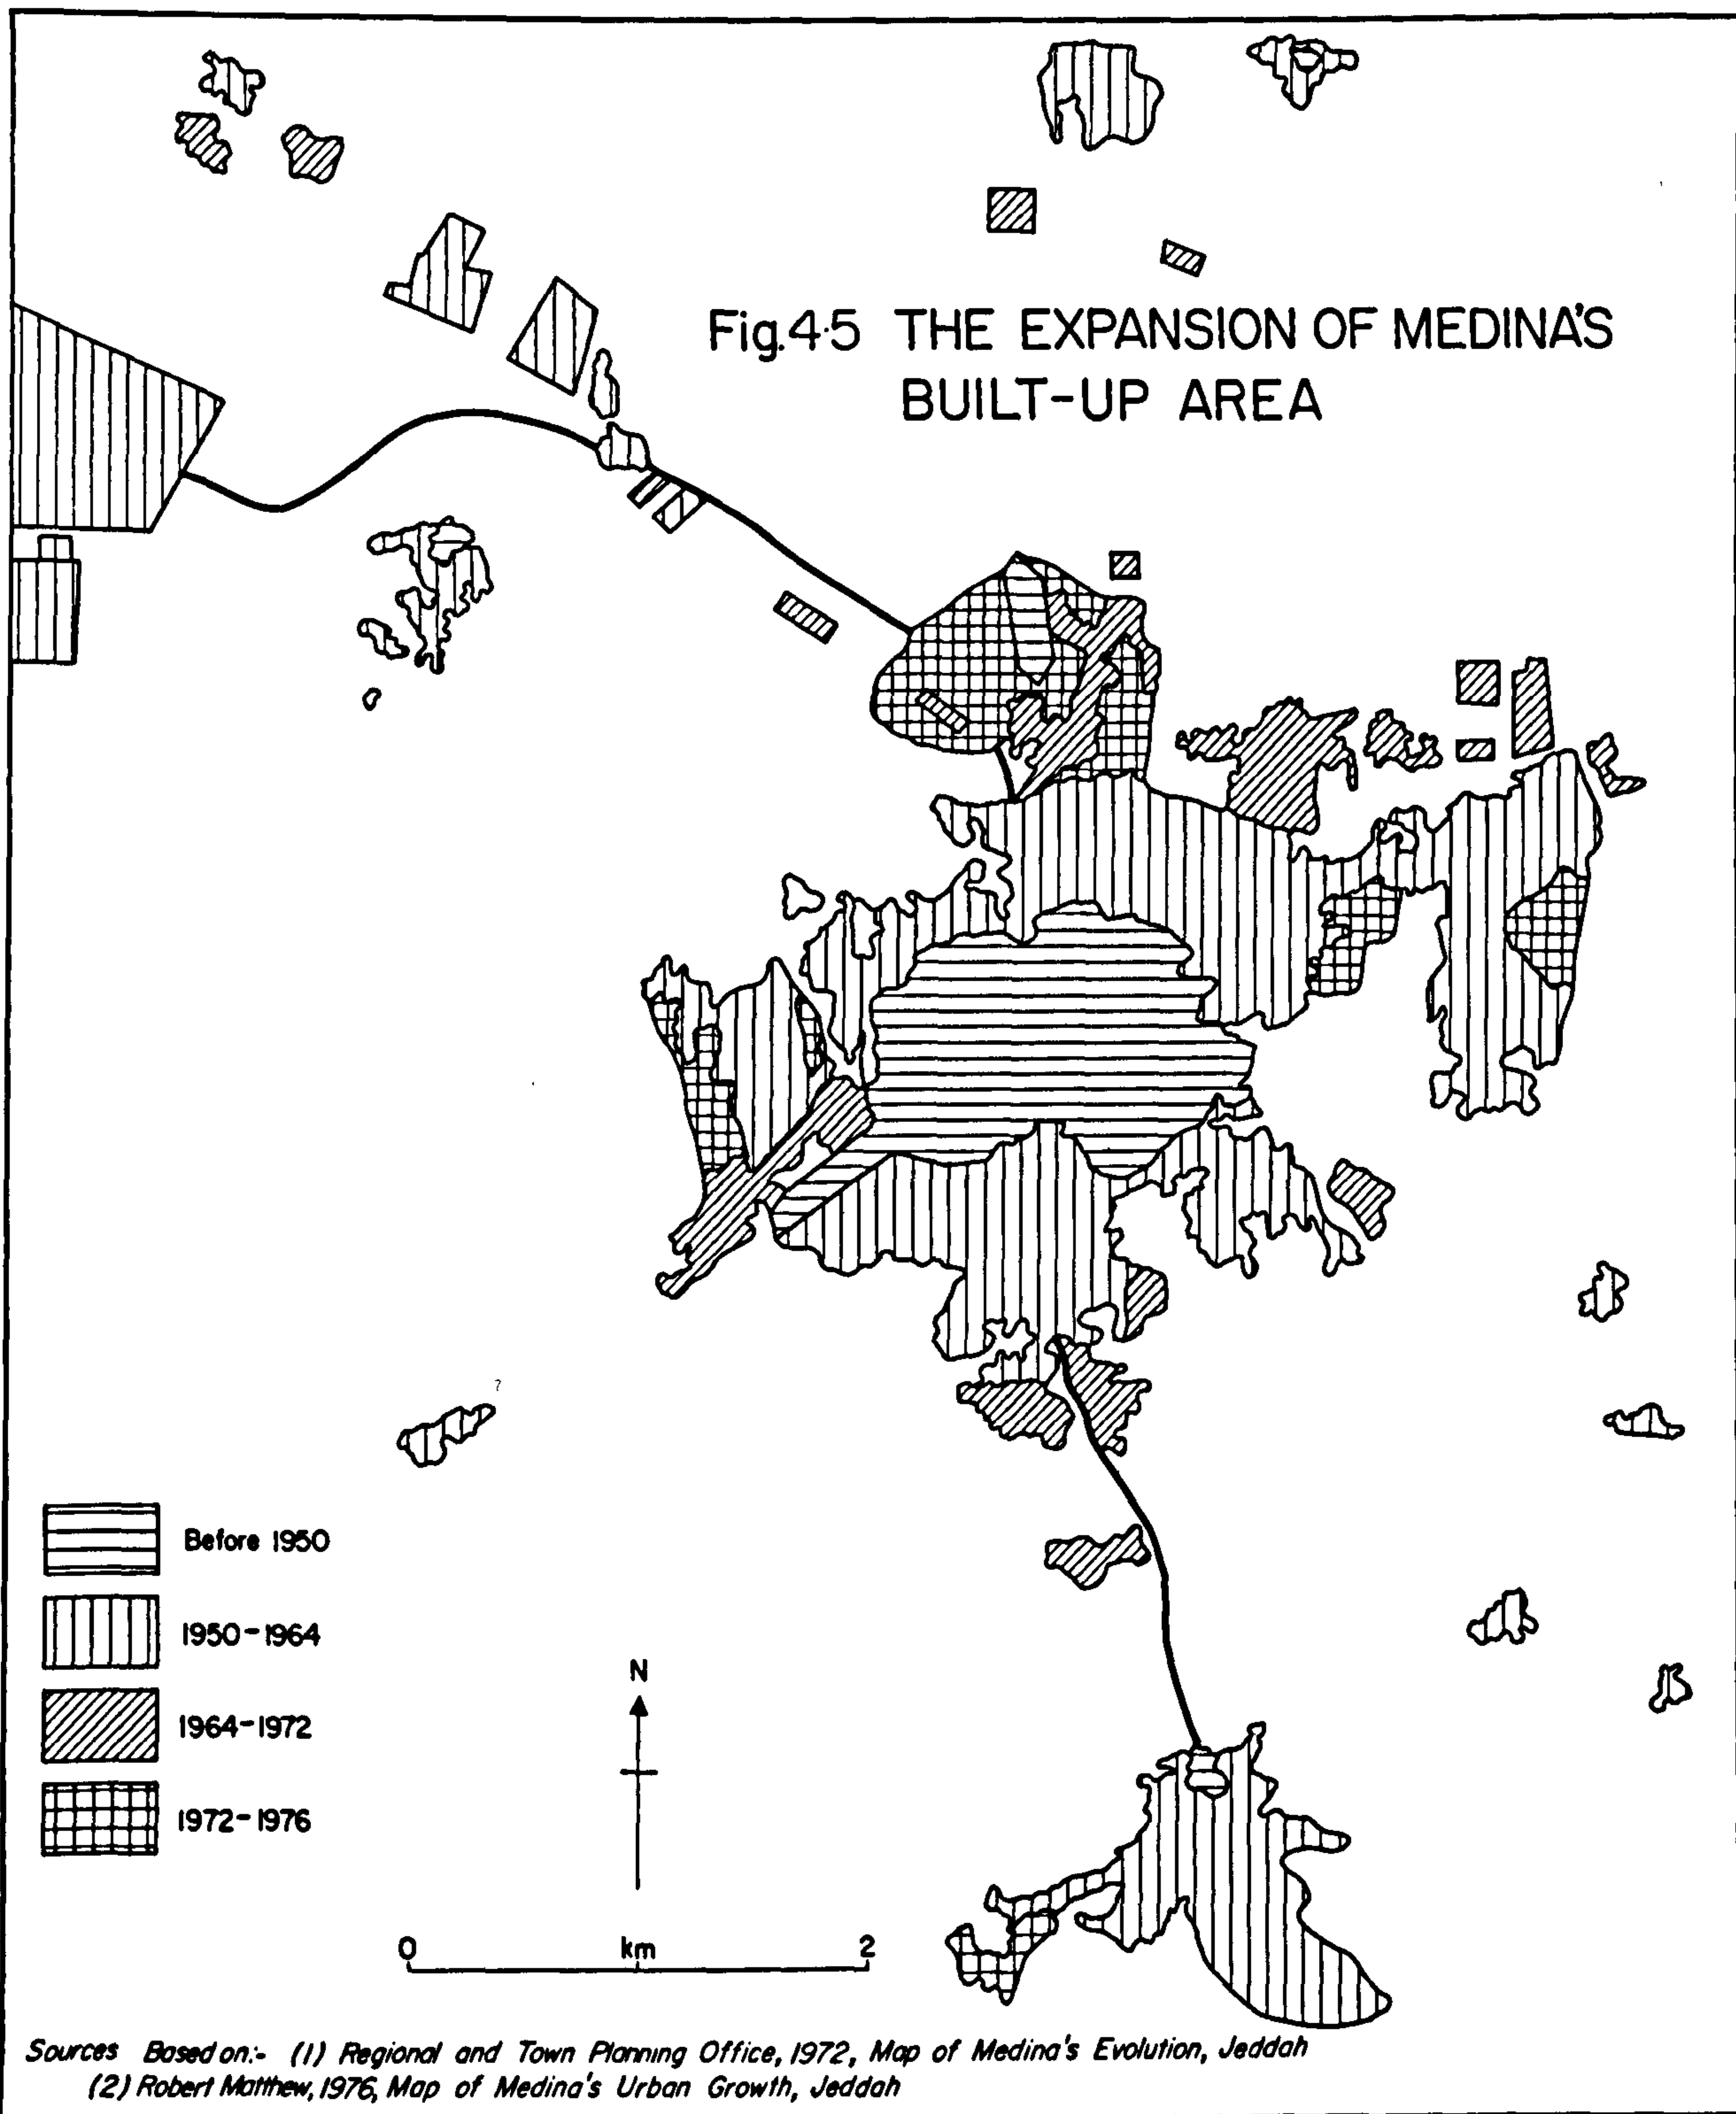 Fig.4·5 THE EXPANSION OF MEDINA'S
BUILT-UP AREA
?
Before 1950
1950-1964
1964-1972
1972-1976
N
0 km 2
Sources Based on:- (1) Regional and Town Planning Office, 1972, Map of Medina's Evolution, Jeddah
(2) Robert Matthew, 1976, Map of Medina's Urban Growth, Jeddah